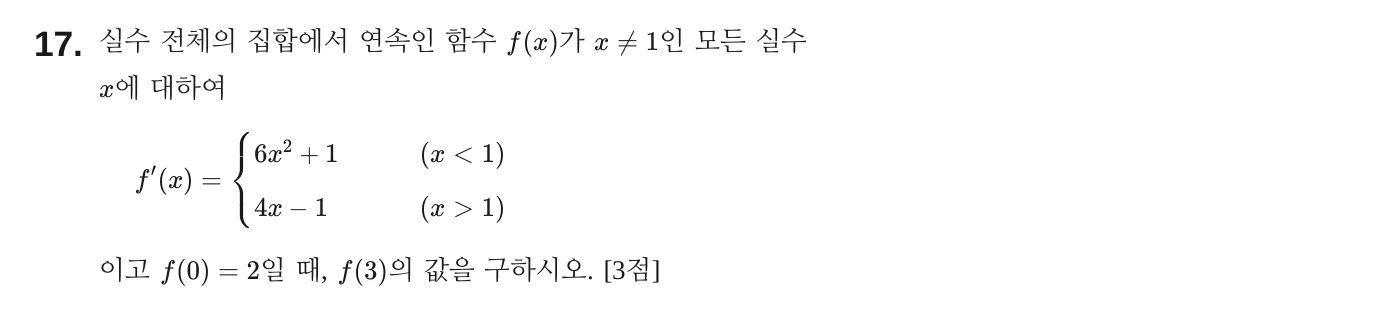 17. 실수 전체의 집합에서 연속인 함수 f(x)가 x ≠ 1인 모든 실수
x에 대하여
f′(x) = { 6x² + 1 (x < 1)
4x − 1 (x > 1)
이고 f(0) = 2일 때, f(3)의 값을 구하시오. [3점]